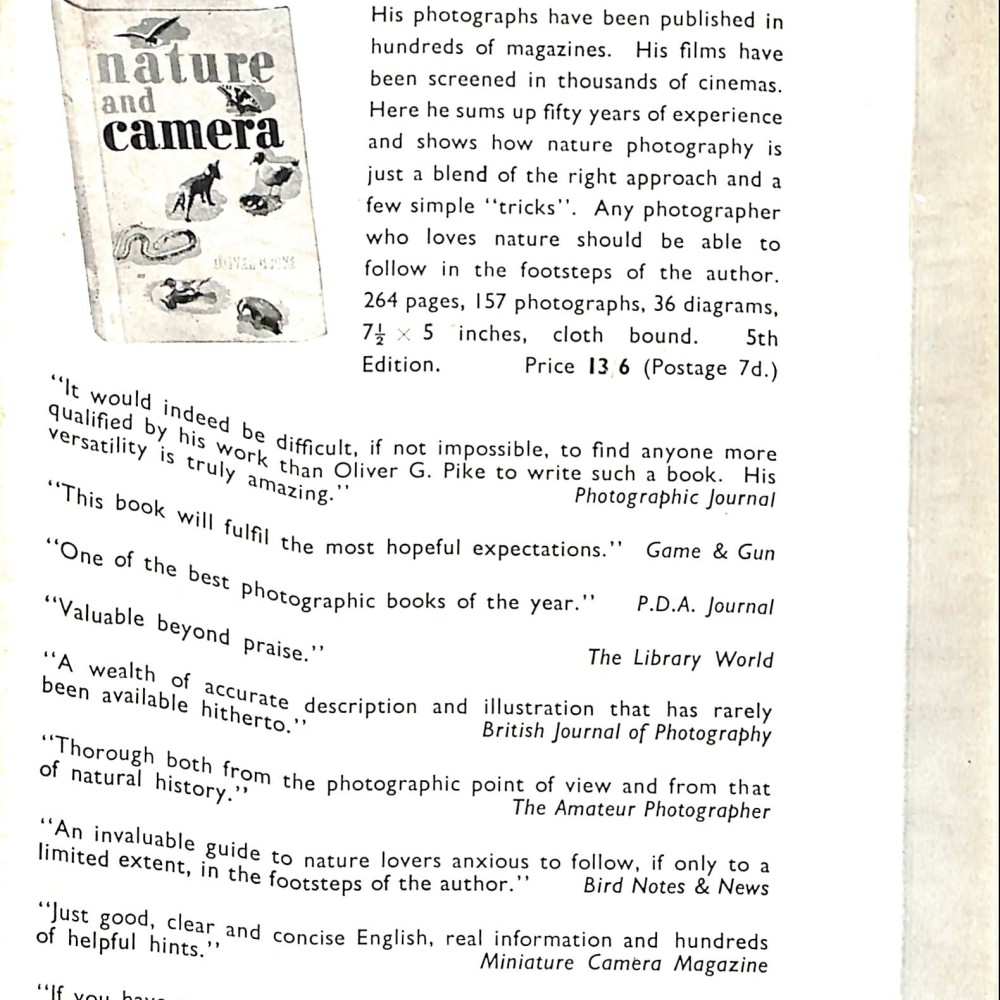 nature
and
camera
His photographs have been published in
hundreds of magazines. His films have
been screened in thousands of cinemas.
Here he sums up fifty years of experience
and shows how nature photography is
just a blend of the right approach and a
few simple “tricks”. Any photographer
who loves nature should be able to
follow in the footsteps of the author.
264 pages, 157 photographs, 36 diagrams,
7½ × 5 inches, cloth bound. 5th
Edition. Price 13 6 (Postage 7d.)
“It would indeed be difficult, if not impossible, to find anyone more
qualified by his work than Oliver G. Pike to write such a book. His
versatility is truly amazing.” Photographic Journal
“This book will fulfil the most hopeful expectations.” Game & Gun
“One of the best photographic books of the year.” P.D.A. Journal
“Valuable beyond praise.” The Library World
“A wealth of accurate description and illustration that has rarely
been available hitherto.” British Journal of Photography
“Thorough both from the photographic point of view and from that
of natural history.” The Amateur Photographer
“An invaluable guide to nature lovers anxious to follow, if only to a
limited extent, in the footsteps of the author.” Bird Notes & News
“Just good, clear and concise English, real information and hundreds
of helpful hints.” Miniature Camera Magazine
“If you have